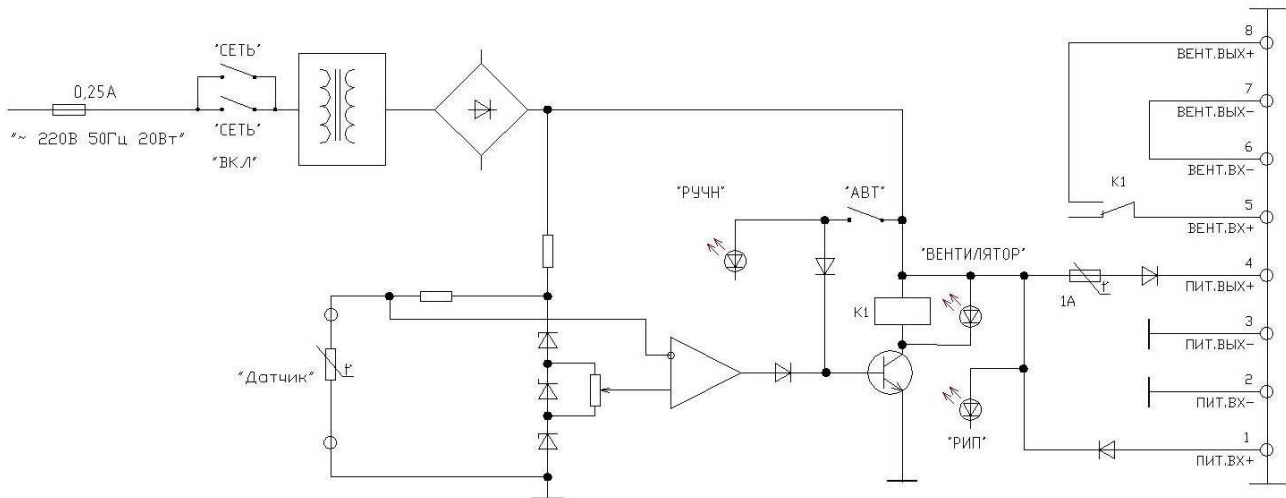 "СЕТЬ"
0,25А
"~ 220В 50Гц 20Вт"
"СЕТЬ"
"ВКЛ"
"РУЧН"
"АВТ"
"ВЕНТИЛЯТОР"
К1
"Датчик"
"РИП"
1А
К1
8
ВЕНТ.ВЫХ+
7
ВЕНТ.ВЫХ-
6
ВЕНТ.ВХ-
5
ВЕНТ.ВХ+
4
ПИТ.ВЫХ+
3
ПИТ.ВЫХ-
2
ПИТ.ВХ-
1
ПИТ.ВХ+